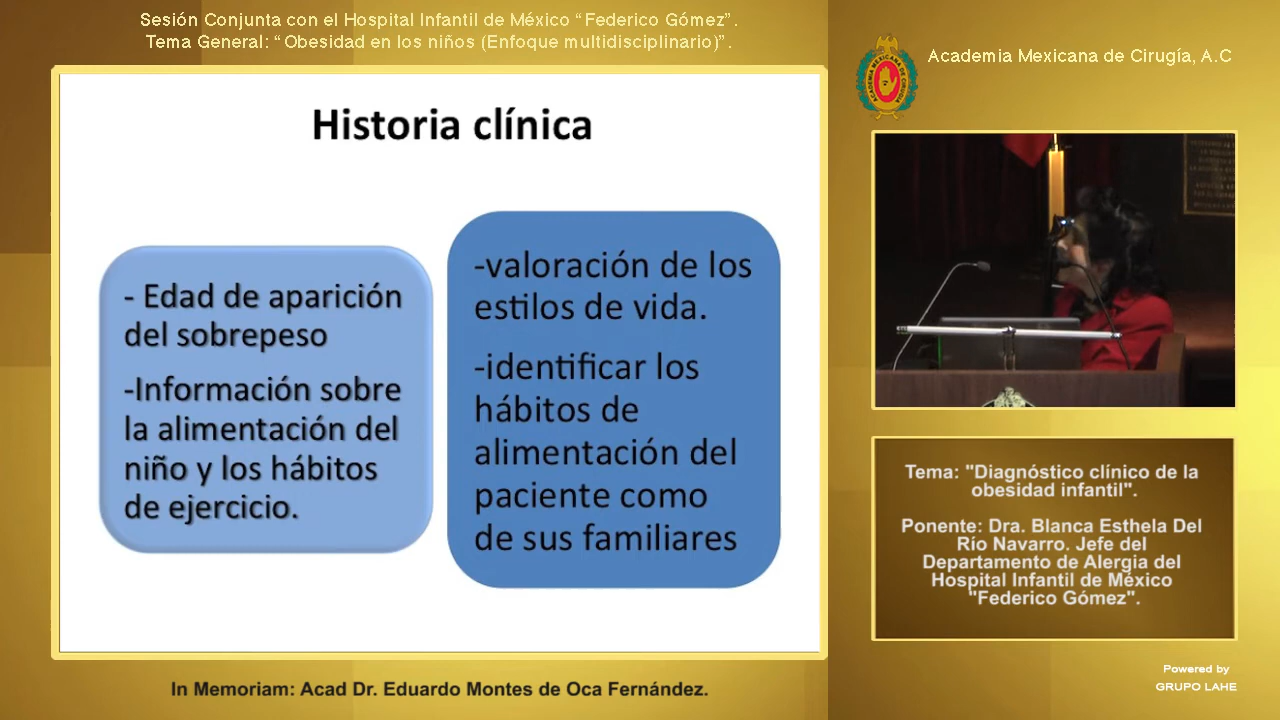 Sesión Conjunta con el Hospital Infantil de México “Federico Gómez”.
Tema General: “Obesidad en los niños (Enfoque multidisciplinario)”.
Academia Mexicana de Cirugía, A.C
ACADEMIA MEXICANA DE CIRUGIA
Historia clínica
- Edad de aparición
del sobrepeso
-Información sobre
la alimentación del
niño y los hábitos
de ejercicio.
-valoración de los
estilos de vida.
-identificar los
hábitos de
alimentación del
paciente como
de sus familiares
Tema: "Diagnóstico clínico de la
obesidad infantil".
Ponente: Dra. Blanca Esthela Del
Río Navarro. Jefe del
Departamento de Alergia del
Hospital Infantil de México
"Federico Gómez".
In Memoriam: Acad Dr. Eduardo Montes de Oca Fernández.
Powered by
GRUPO LAHE